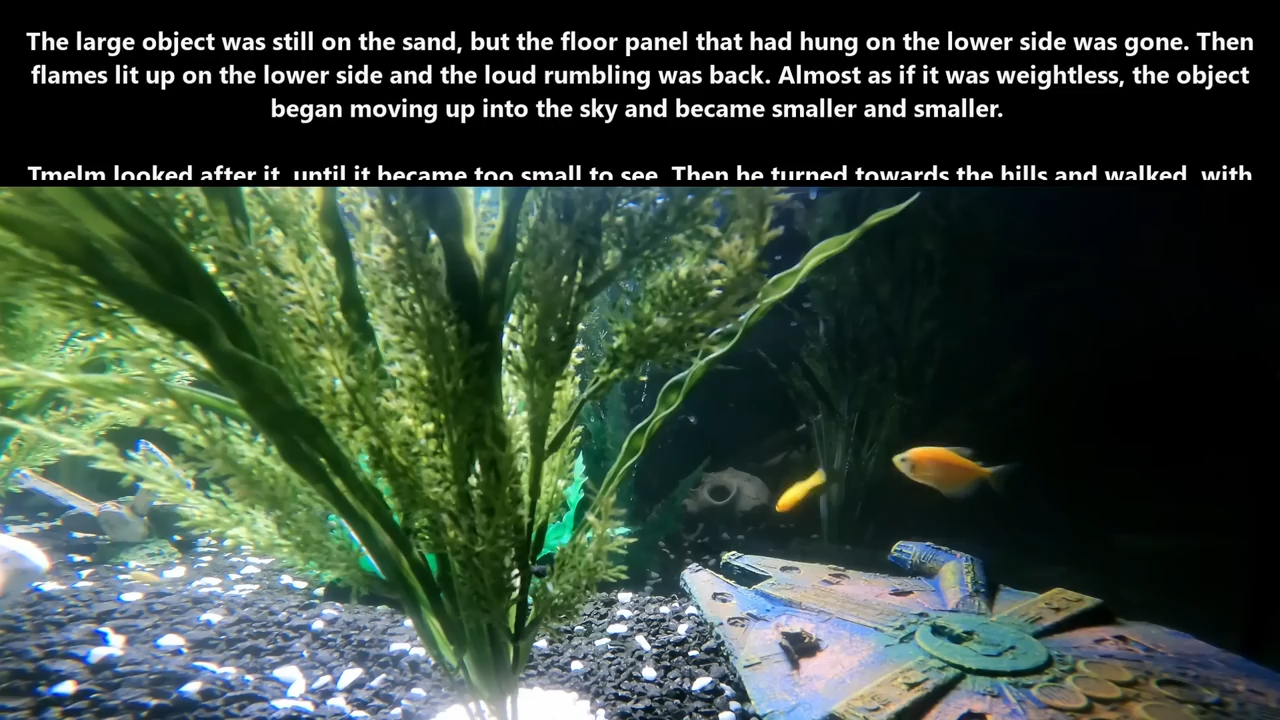 The large object was still on the sand, but the floor panel that had hung on the lower side was gone. Then
flames lit up on the lower side and the loud rumbling was back. Almost as if it was weightless, the object
began moving up into the sky and became smaller and smaller.
Tmelm looked after it, until it became too small to see. Then he turned towards the hills and walked, with